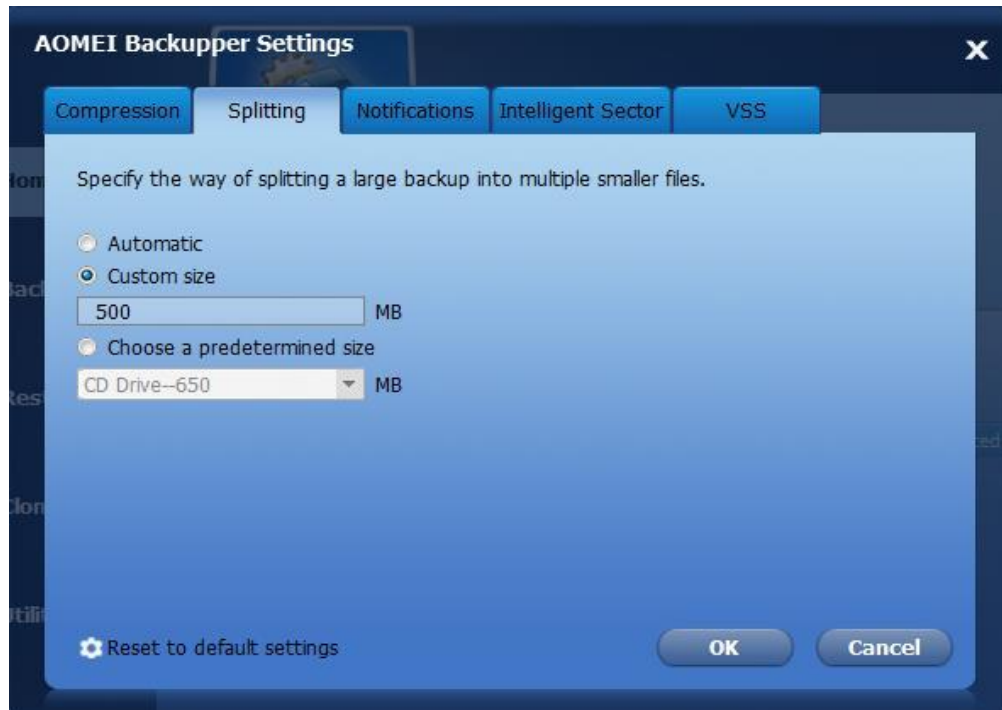 AOMEI Backupper Settings
X
Compression Splitting Notifications Intelligent Sector VSS
Specify the way of splitting a large backup into multiple smaller files.
Automatic
Custom size
500 MB
Choose a predetermined size
CD Drive--650 MB
Reset to default settings OK Cancel